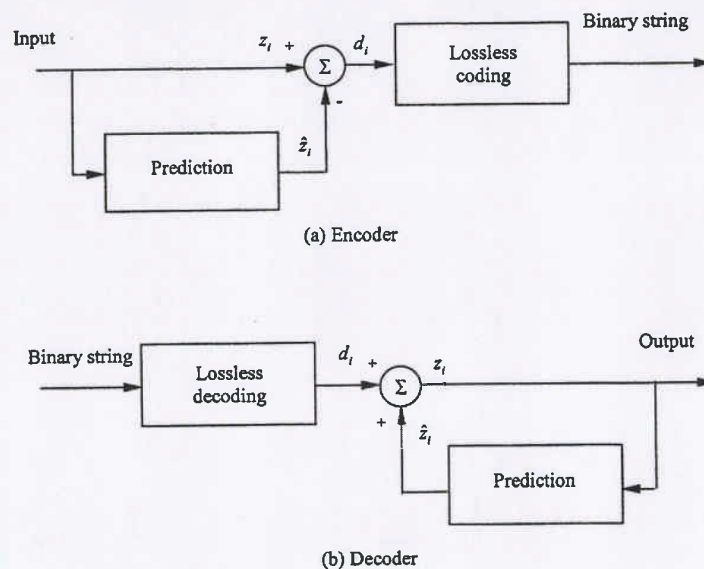 Input
z_i + d_i
Binary string
Σ
Lossless
coding
-
ẑ_i
Prediction
(a) Encoder
Binary string
Lossless
decoding
d_i + z_i
Output
Σ
+ ẑ_i
Prediction
(b) Decoder